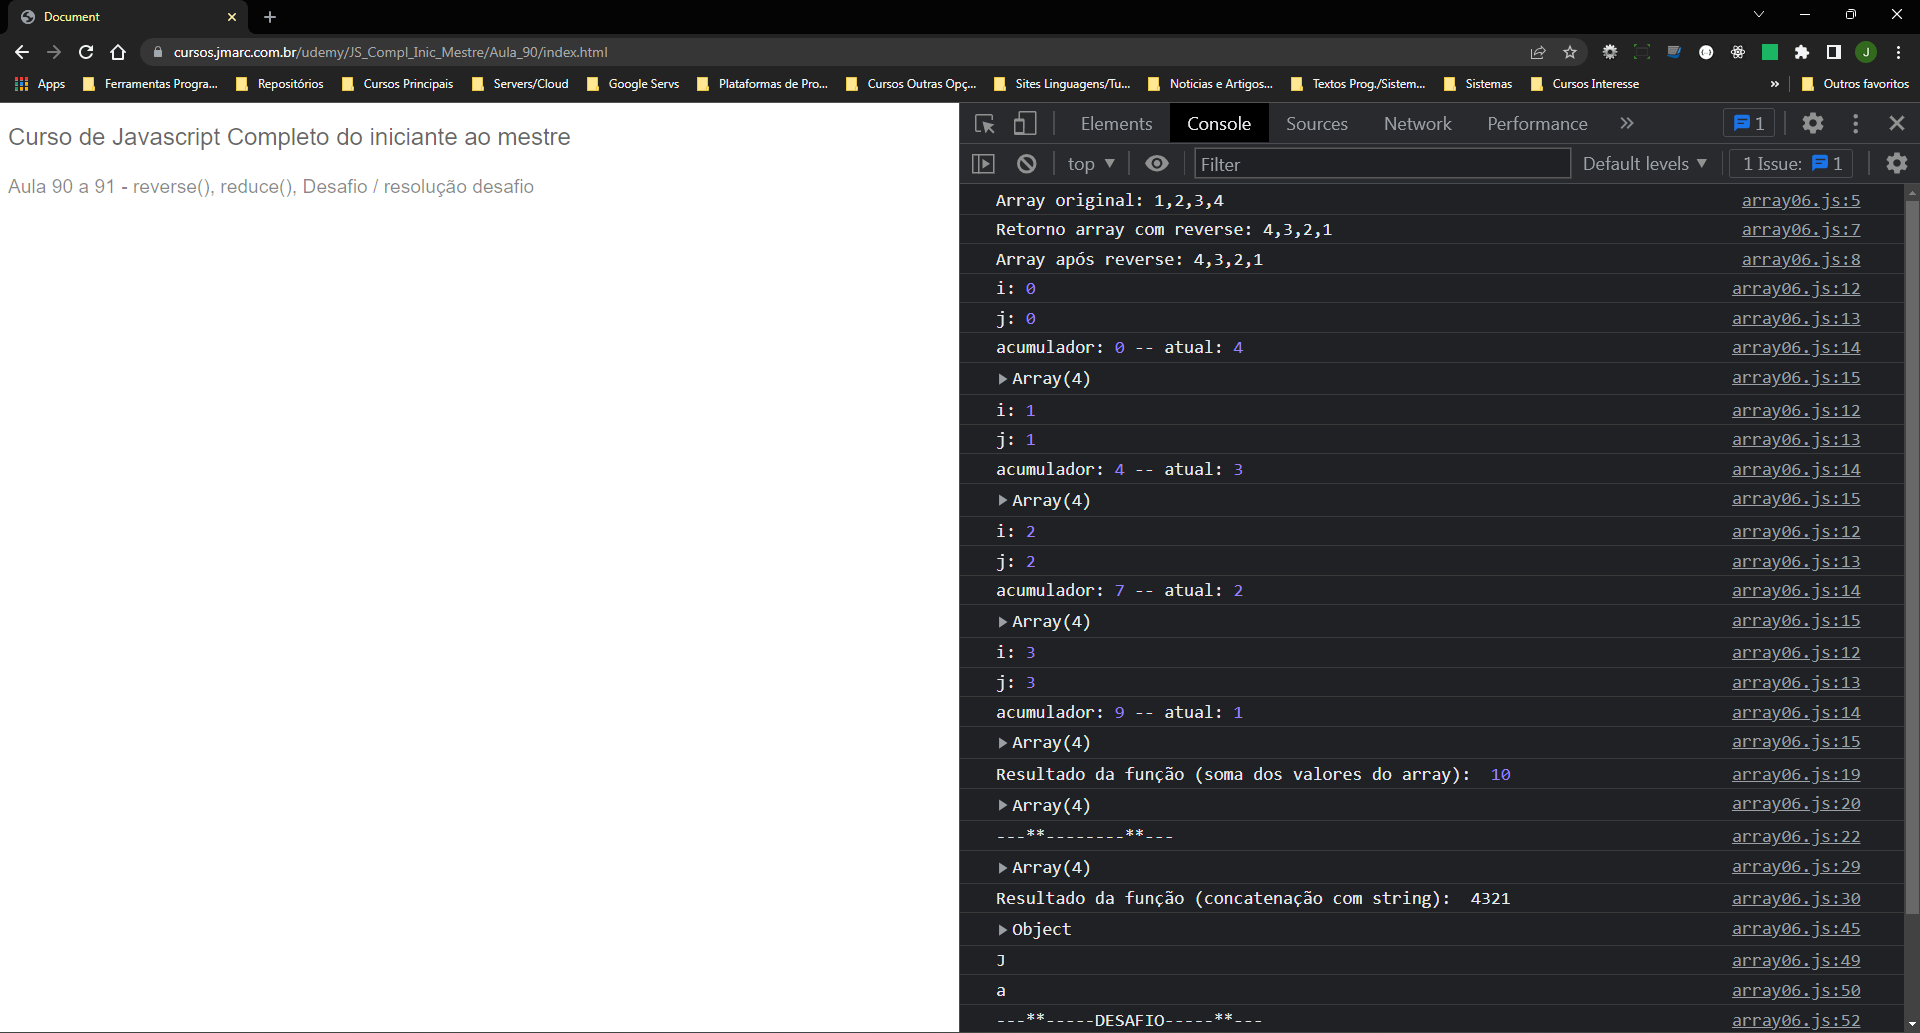 Document
cursos.jmarc.com.br/udemy/JS_Compl_Inic_Mestre/Aula_90/index.html
J
Apps Ferramentas Progra... Repositórios Cursos Principais Servers/Cloud Google Servs Plataformas de Pro... Cursos Outras Opç... Sites Linguagens/Tu... Noticias e Artigos... Textos Prog./Sistem... Sistemas Cursos Interesse » Outros favoritos
Curso de Javascript Completo do iniciante ao mestre
Aula 90 a 91 - reverse(), reduce(), Desafio / resolução desafio
Elements Console Sources Network Performance » 1
top Filter Default levels 1 Issue: 1
Array original: 1,2,3,4 array06.js:5
Retorno array com reverse: 4,3,2,1 array06.js:7
Array após reverse: 4,3,2,1 array06.js:8
i: 0 array06.js:12
j: 0 array06.js:13
acumulador: 0 -- atual: 4 array06.js:14
Array(4) array06.js:15
i: 1 array06.js:12
j: 1 array06.js:13
acumulador: 4 -- atual: 3 array06.js:14
Array(4) array06.js:15
i: 2 array06.js:12
j: 2 array06.js:13
acumulador: 7 -- atual: 2 array06.js:14
Array(4) array06.js:15
i: 3 array06.js:12
j: 3 array06.js:13
acumulador: 9 -- atual: 1 array06.js:14
Array(4) array06.js:15
Resultado da função (soma dos valores do array):  10 array06.js:19
Array(4) array06.js:20
---**--------**--- array06.js:22
Array(4) array06.js:29
Resultado da função (concatenação com string):  4321 array06.js:30
Object array06.js:45
J array06.js:49
a array06.js:50
---**-----DESAFIO-----**--- array06.js:52